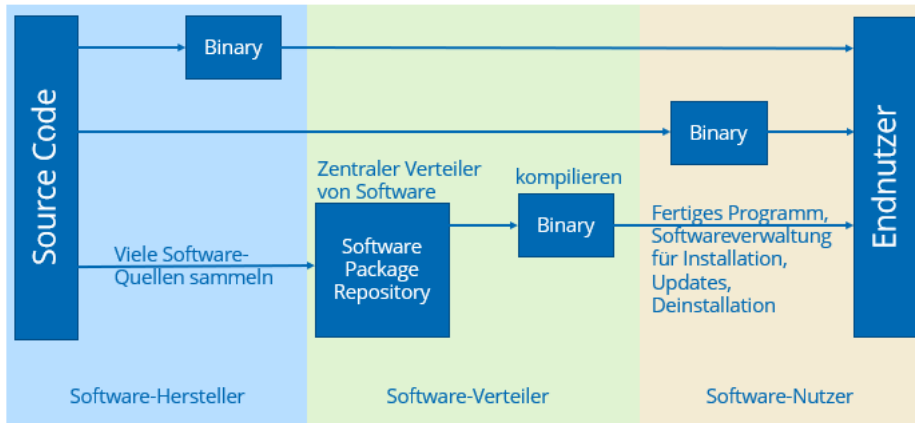 Source Code
Binary
Binary
Zentraler Verteiler
von Software
kompilieren
Software
Package
Repository
Binary
Viele Software-
Quellen sammeln
Fertiges Programm,
Softwareverwaltung
für Installation,
Updates,
Deinstallation
Endnutzer
Software-Hersteller
Software-Verteiler
Software-Nutzer